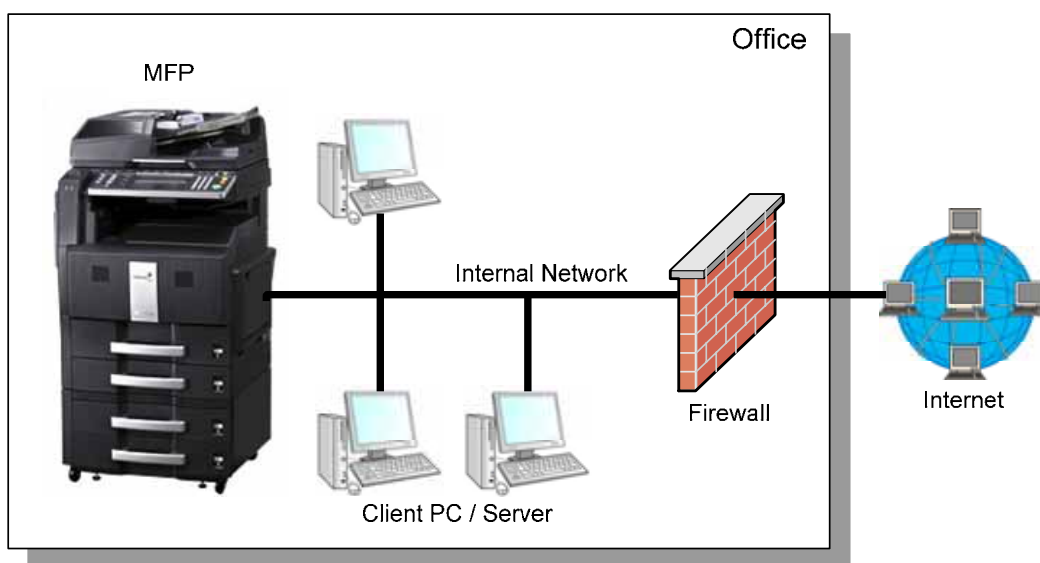 Office
MFP
Internal Network
Firewall
Internet
Client PC / Server